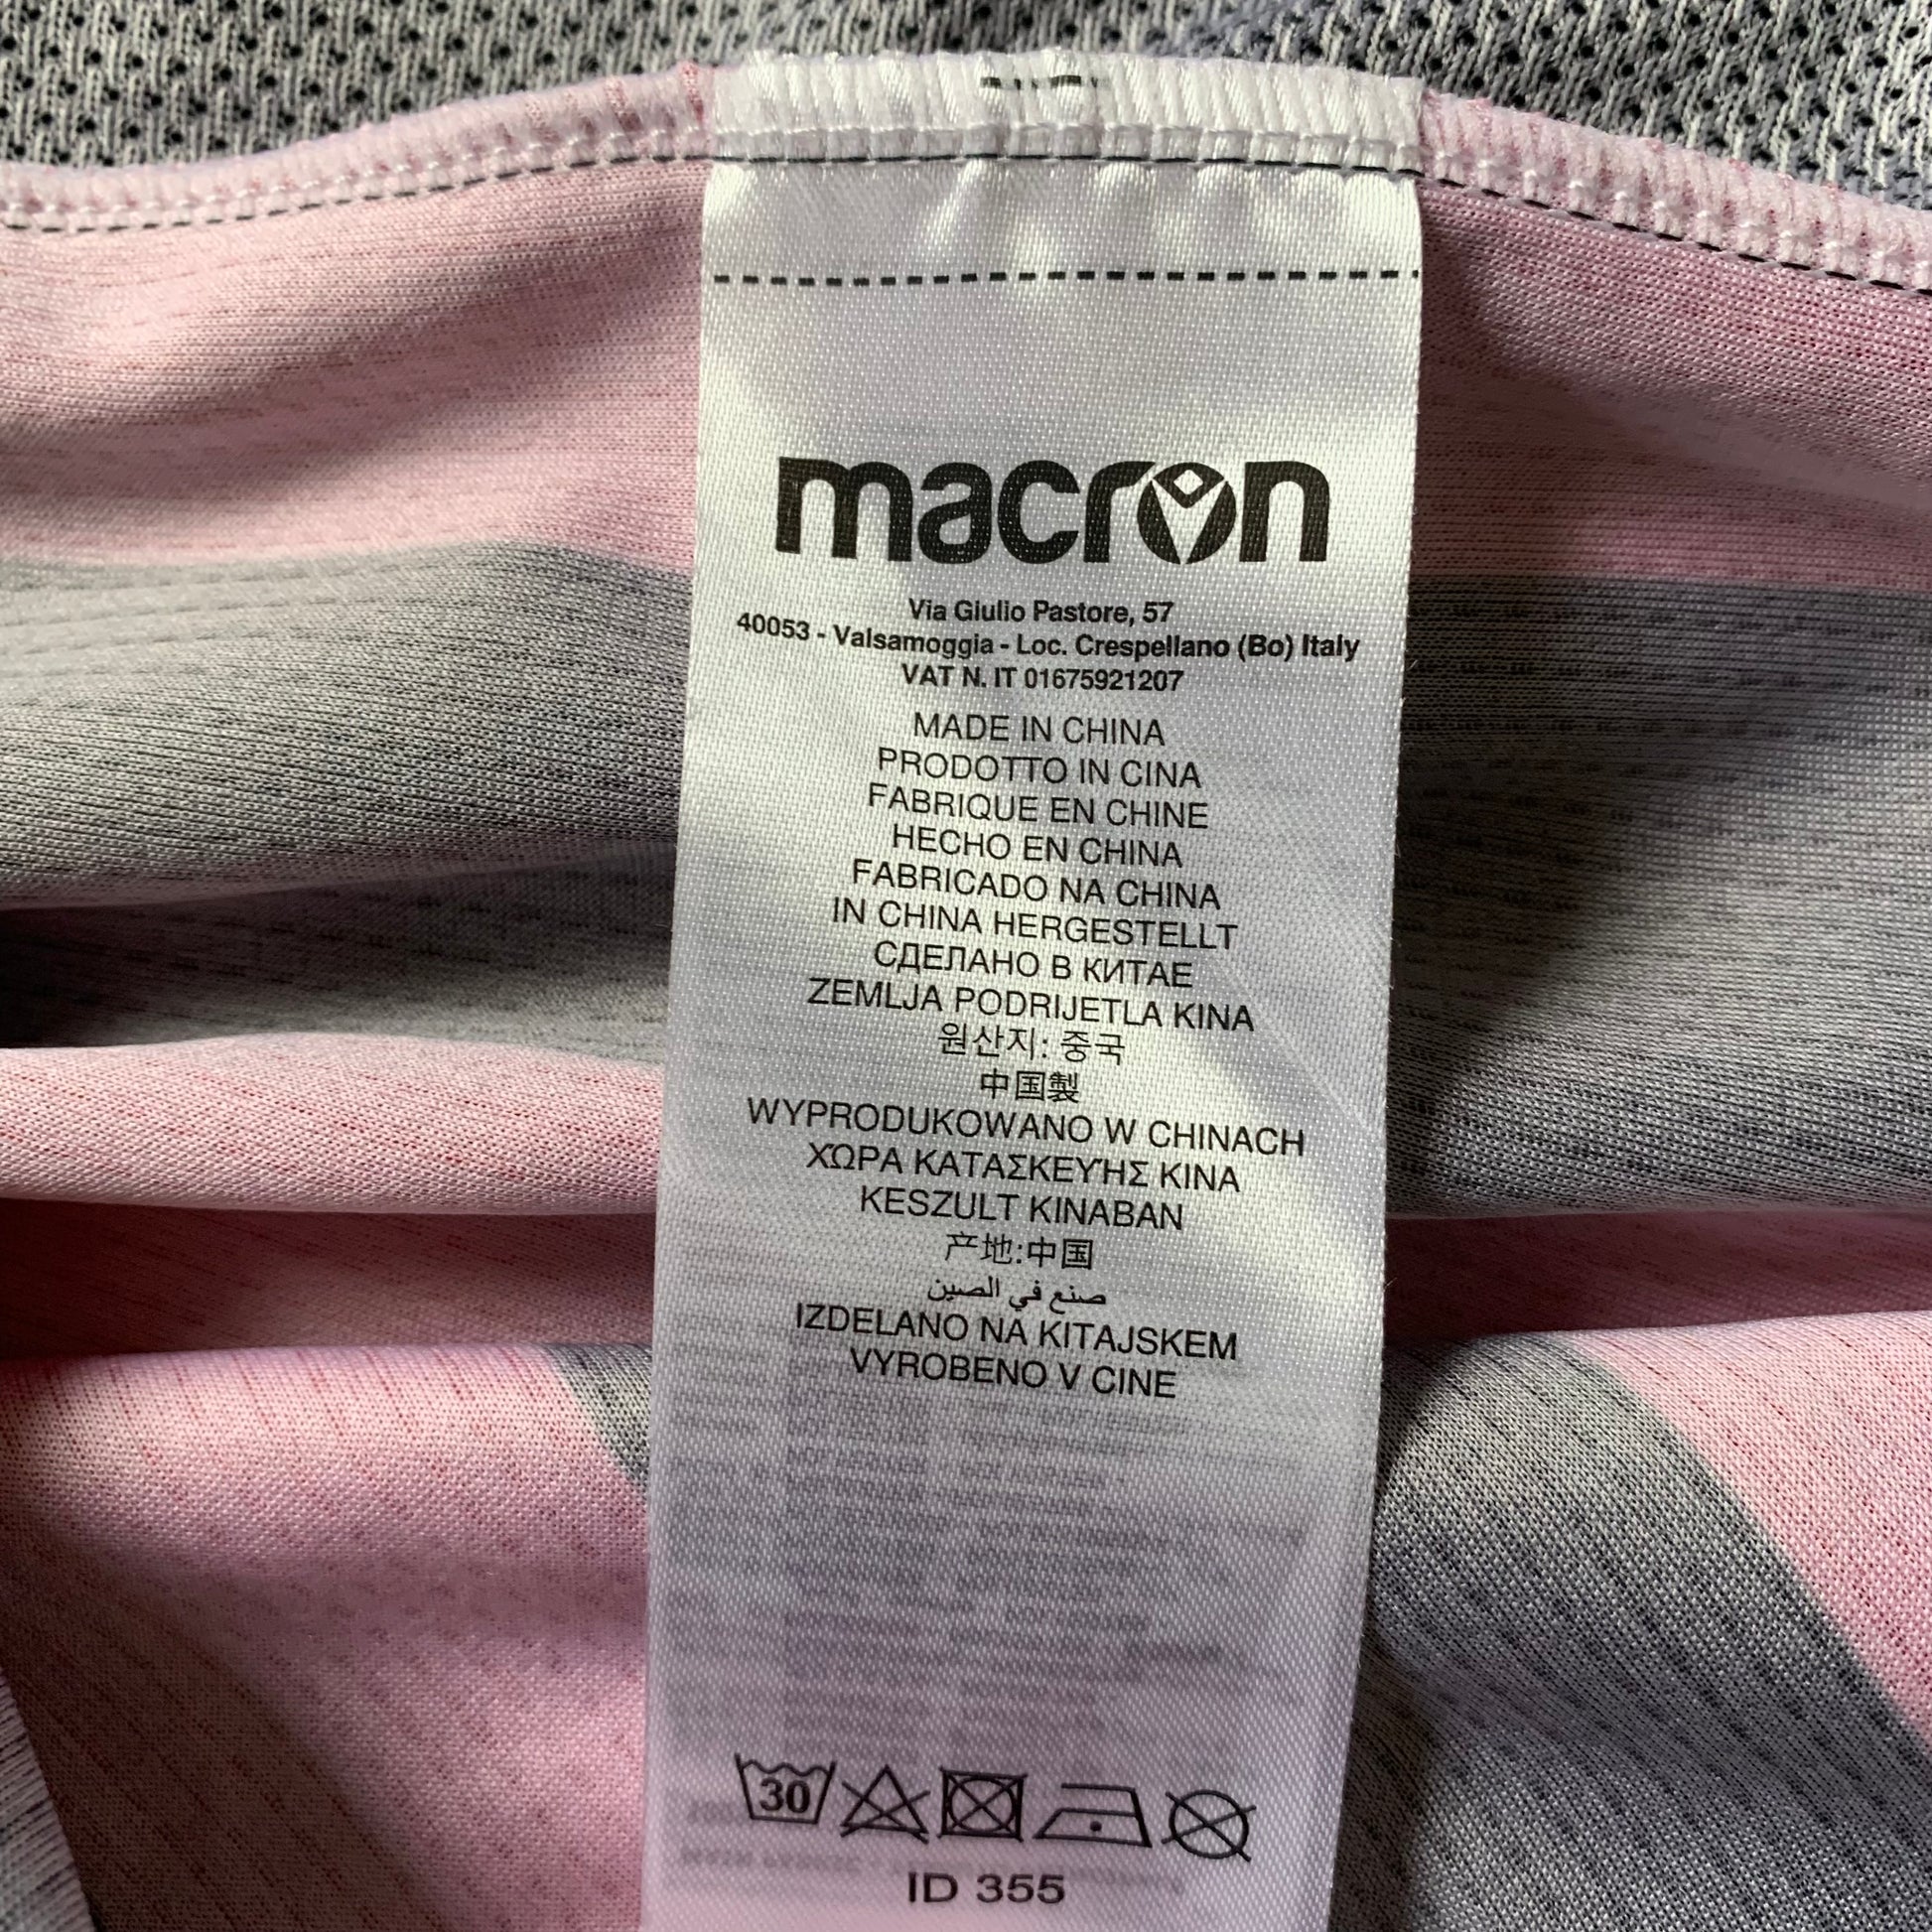 macron
Via Giulio Pastore, 57
40053 - Valsamoggia - Loc. Crespellano (Bo) Italy
VAT N. IT 01675921207
MADE IN CHINA
PRODOTTO IN CINA
FABRIQUE EN CHINE
HECHO EN CHINA
FABRICADO NA CHINA
IN CHINA HERGESTELLT
СДЕЛАНО В КИТАЕ
ZEMLJA PODRIJETLA KINA
원산지: 중국
中国製
WYPRODUKOWANO W CHINACH
ΧΏΡΑ ΚΑΤΑΣΚΕΥΉΣ ΚΙΝΑ
KESZULT KINABAN
产地:中国
صنع في الصين
IZDELANO NA KITAJSKEM
VYROBENO V CINE
30
ID 355